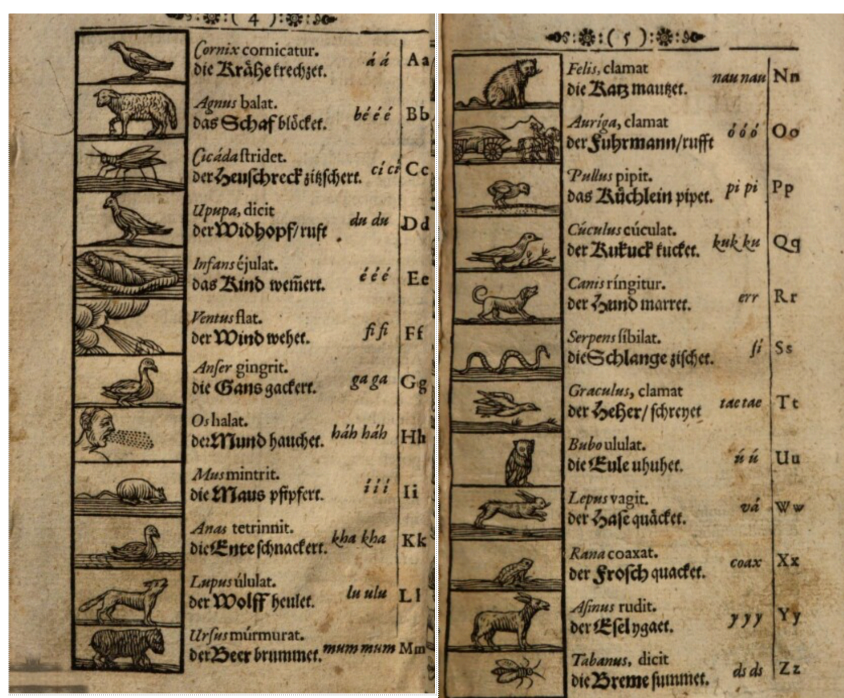 ( 4 )
Cornix cornicatur. á á Aa
die Krähe krechzet.
Agnus balat. bé é é Bb
das Schaf blöcket.
Cicáda stridet. cí cí Cc
der Heuschreck zitzschert.
Upupa, dicit du du Dd
der Widhopf/ ruft
Infans éjulat. é é é Ee
das Kind wem̃ert.
Ventus flat. fi fi Ff
der Wind wehet.
Anser gingrit. ga ga Gg
die Gans gackert.
Os halat. háh háh Hh
der Mund hauchet.
Mus mintrit. í í í Ii
die Maus pfipfert.
Anas tetrinnit. kha kha Kk
die Ente schnackert.
Lupus úlulat. lu ulu Ll
der Wolff heulet.
Ursus múrmurat. mum mum Mm
der Beer brummet.
( 5 )
Felis, clamat nau nau Nn
die Katz mautzet.
Auriga, clamat ó ó ó Oo
der Fuhrmann/ rufft
Pullus pipit. pi pi Pp
das Küchlein pipet.
Cúculus cúculat. kuk ku Qq
der Kukuck kucket.
Canis ríngitur. err Rr
der Hund marret.
Serpens sibilat. ſi Ss
die Schlange zischet.
Graculus, clamat tae tae Tt
der Heher/ schreyet
Bubo ululat. ú ú Uu
die Eule uhuhet.
Lepus vagit. vá Ww
der Hase quäcket.
Rana coaxat. coax Xx
der Frosch quacket.
Asinus rudit. y y y Yy
der Esel ygaet.
Tabanus, dicit ds ds Zz
die Breme summet.